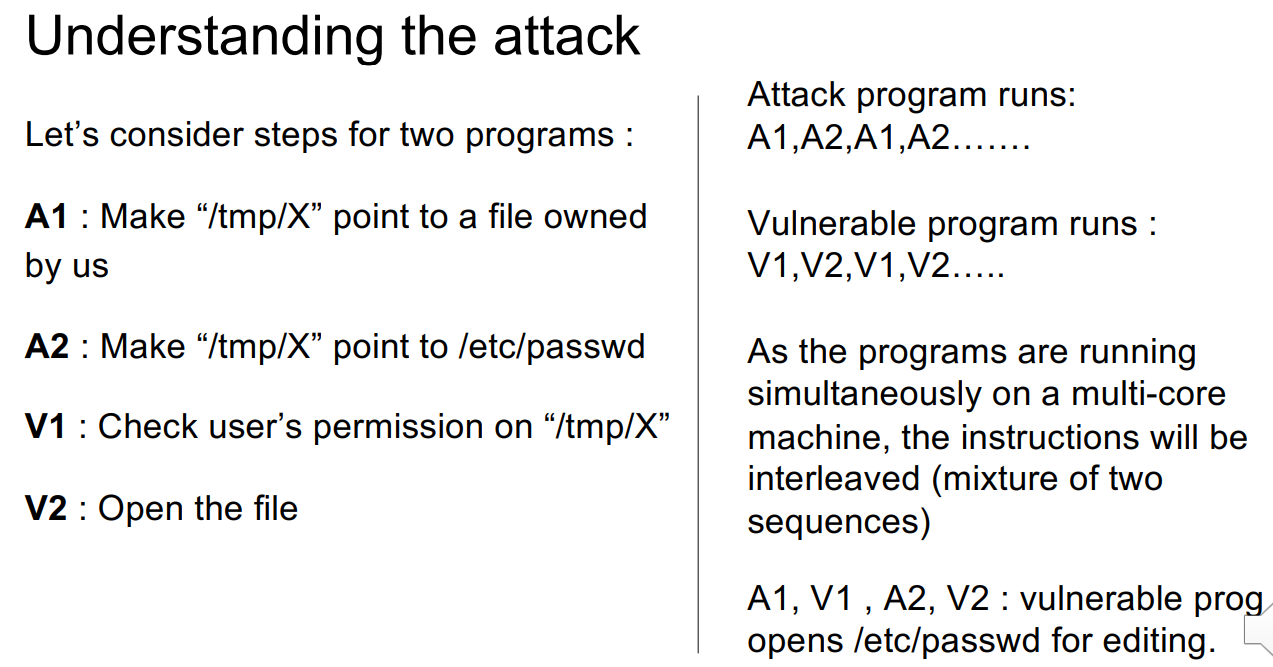 Understanding the attack
Let’s consider steps for two programs :
A1 : Make “/tmp/X” point to a file owned
by us
A2 : Make “/tmp/X” point to /etc/passwd
V1 : Check user’s permission on “/tmp/X”
V2 : Open the file
Attack program runs:
A1,A2,A1,A2.......
Vulnerable program runs :
V1,V2,V1,V2.....
As the programs are running
simultaneously on a multi-core
machine, the instructions will be
interleaved (mixture of two
sequences)
A1, V1 , A2, V2 : vulnerable prog
opens /etc/passwd for editing.